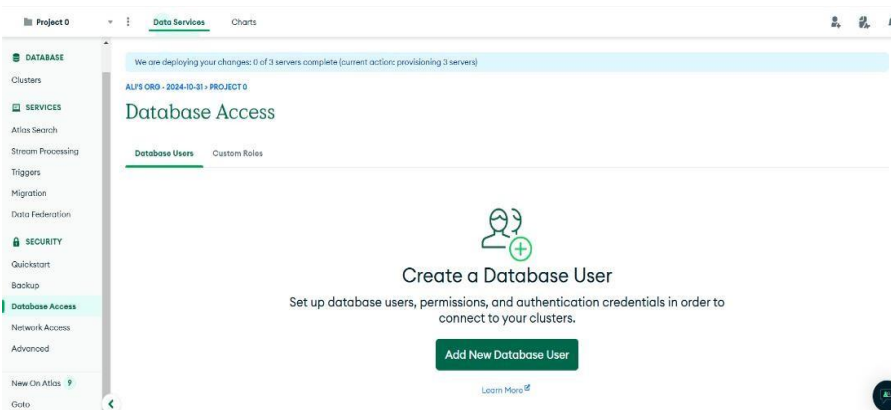 Project 0
Data Services
Charts
DATABASE
Clusters
SERVICES
Atlas Search
Stream Processing
Triggers
Migration
Data Federation
SECURITY
Quickstart
Backup
Database Access
Network Access
Advanced
New On Atlas 9
Goto
We are deploying your changes: 0 of 3 servers complete (current action: provisioning 3 servers)
ALI'S ORG - 2024-10-31 > PROJECT 0
Database Access
Database Users
Custom Roles
Create a Database User
Set up database users, permissions, and authentication credentials in order to
connect to your clusters.
Add New Database User
Learn More